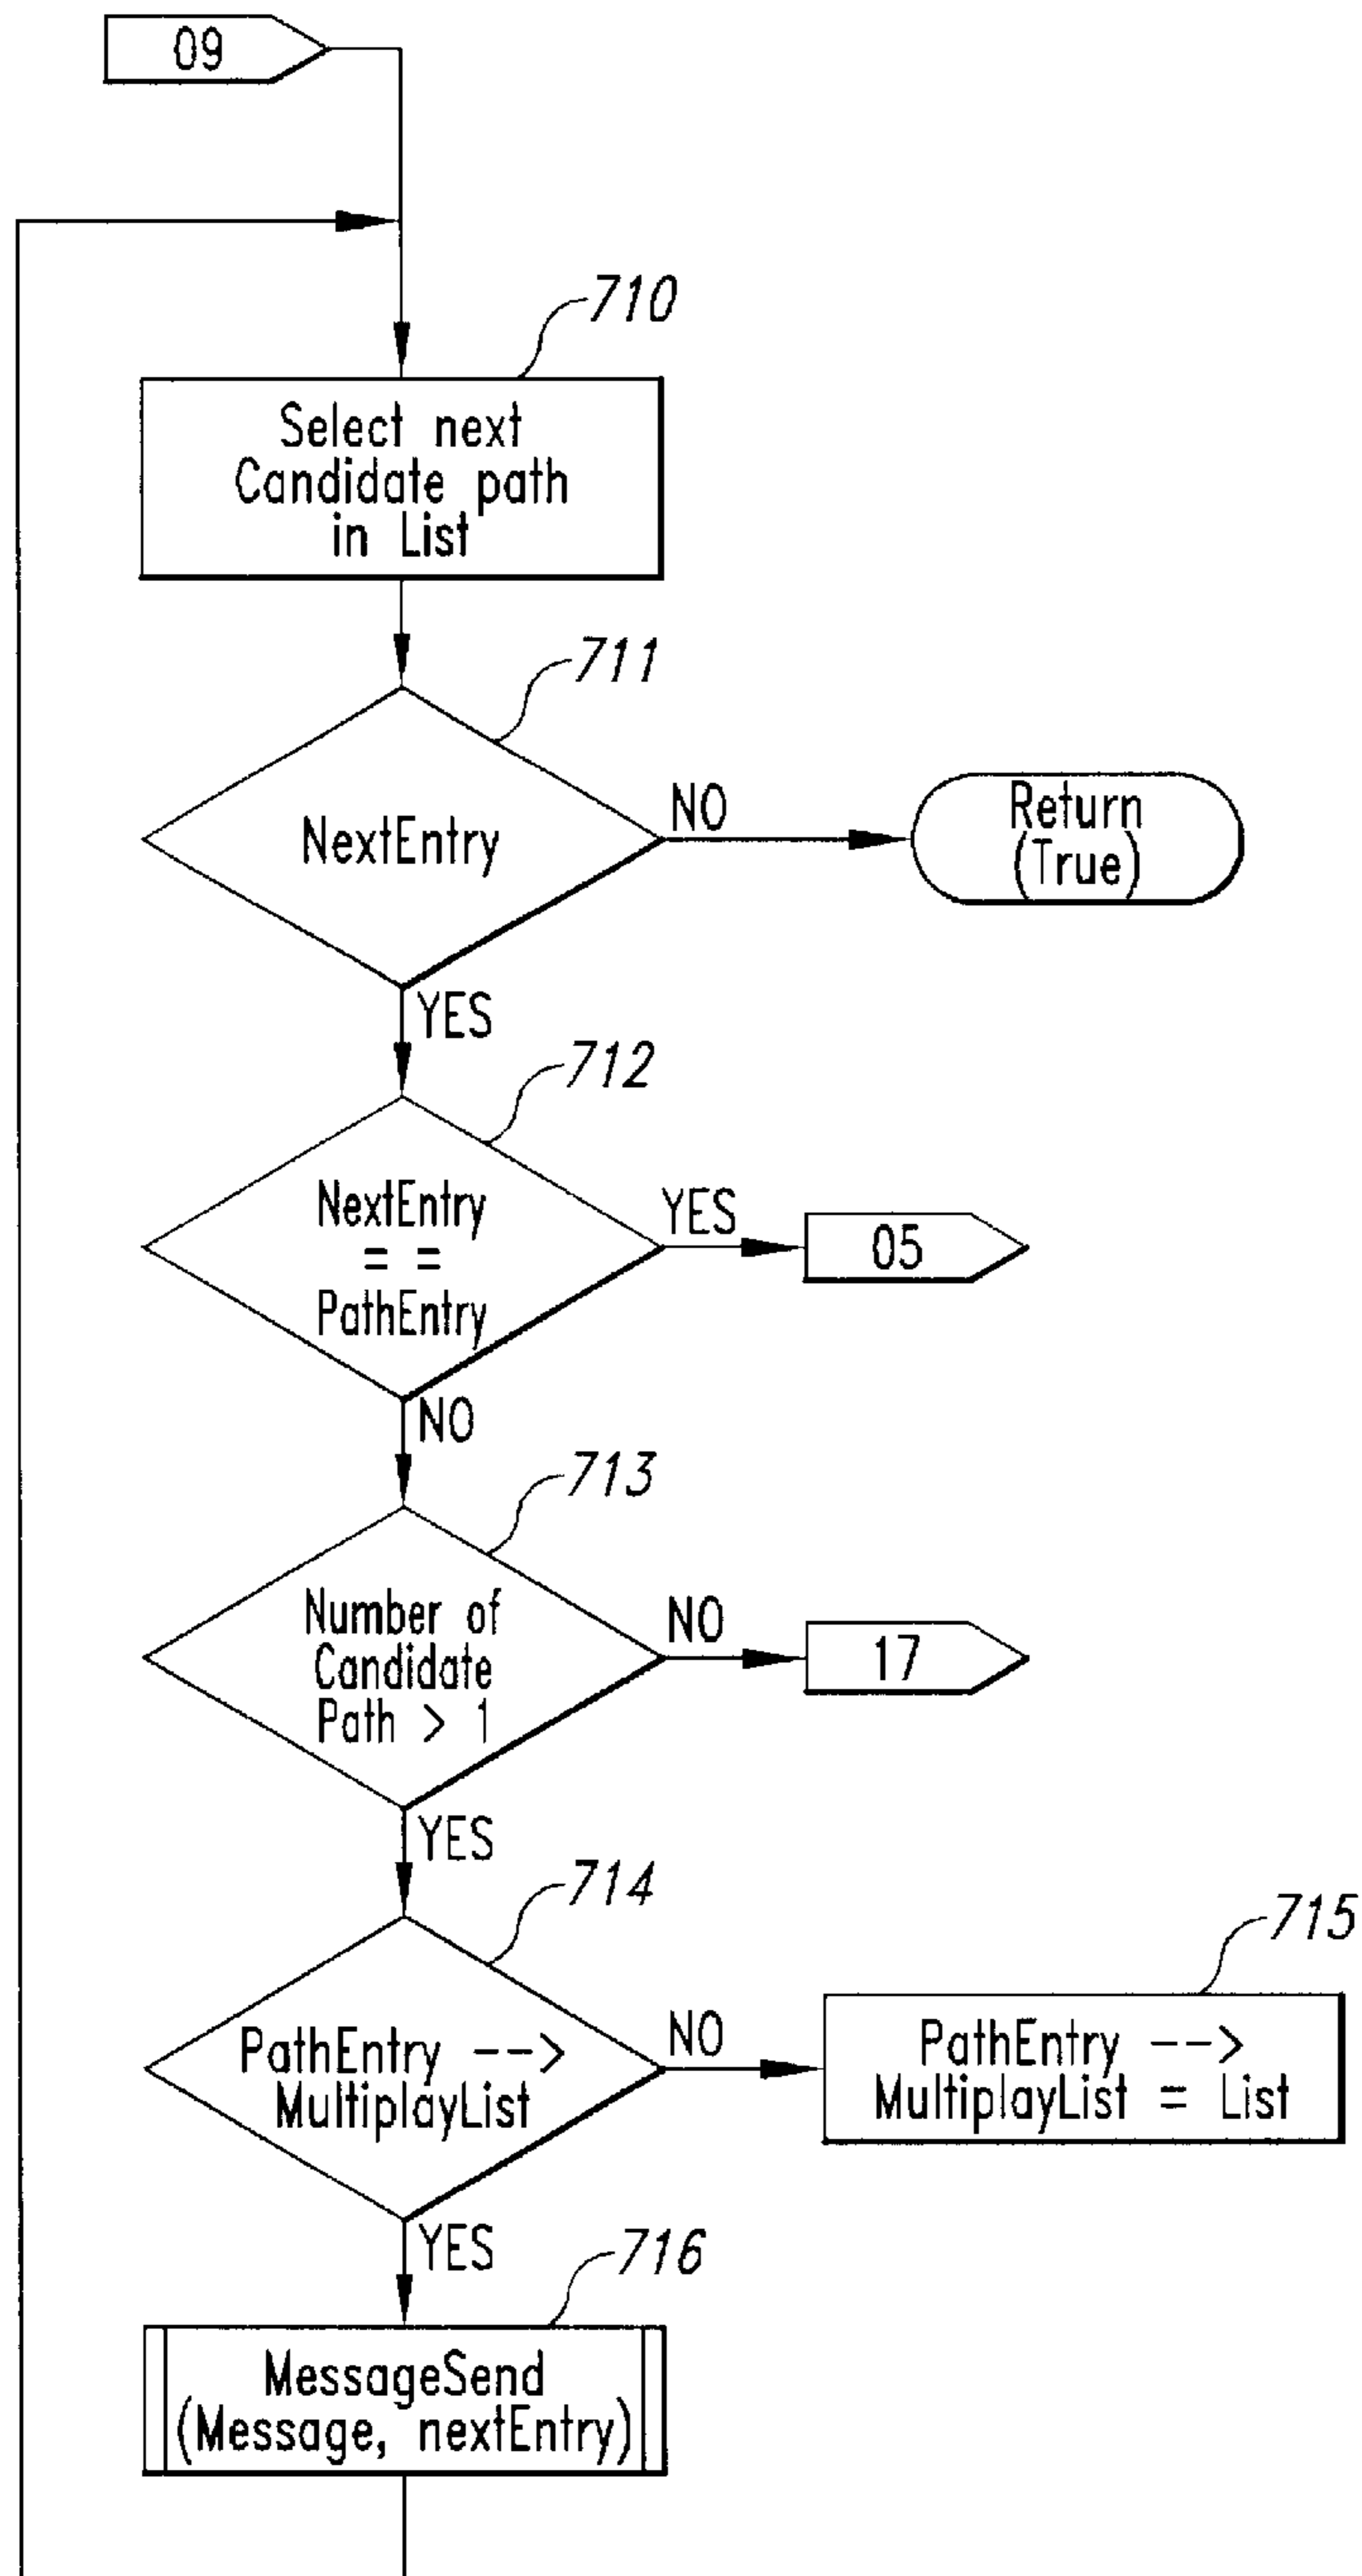 09
710
Select next
Candidate path
in List
711
NextEntry
NO
Return
(True)
YES
712
NextEntry
= =
PathEntry
YES
05
NO
713
Number of
Candidate
Path > 1
NO
17
YES
714
PathEntry -->
MultiplayList
NO
715
PathEntry -->
MultiplayList = List
YES
716
MessageSend
(Message, nextEntry)